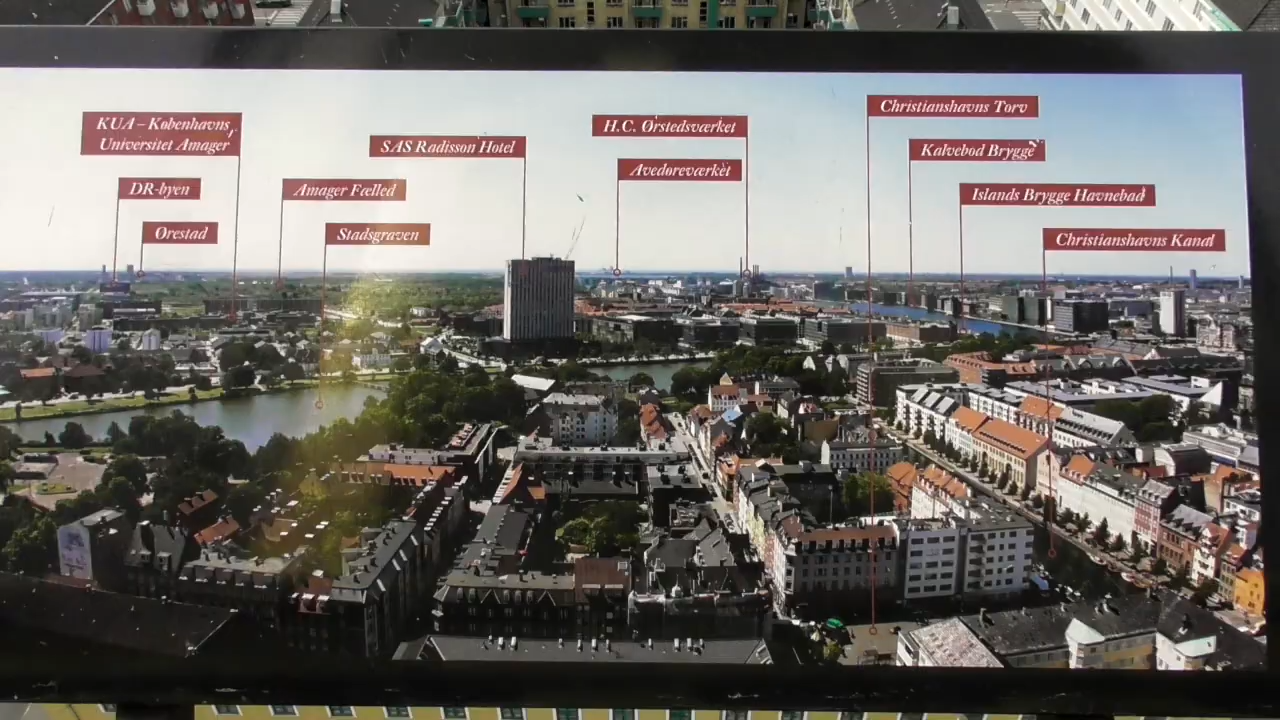 KUA – Københavns
Universitet Amager
DR-byen
Ørestad
Amager Fælled
Stadsgraven
SAS Radisson Hotel
H.C. Ørstedsværket
Avedøreværket
Christianshavns Torv
Kalvebod Brygge
Islands Brygge Havnebad
Christianshavns Kanal